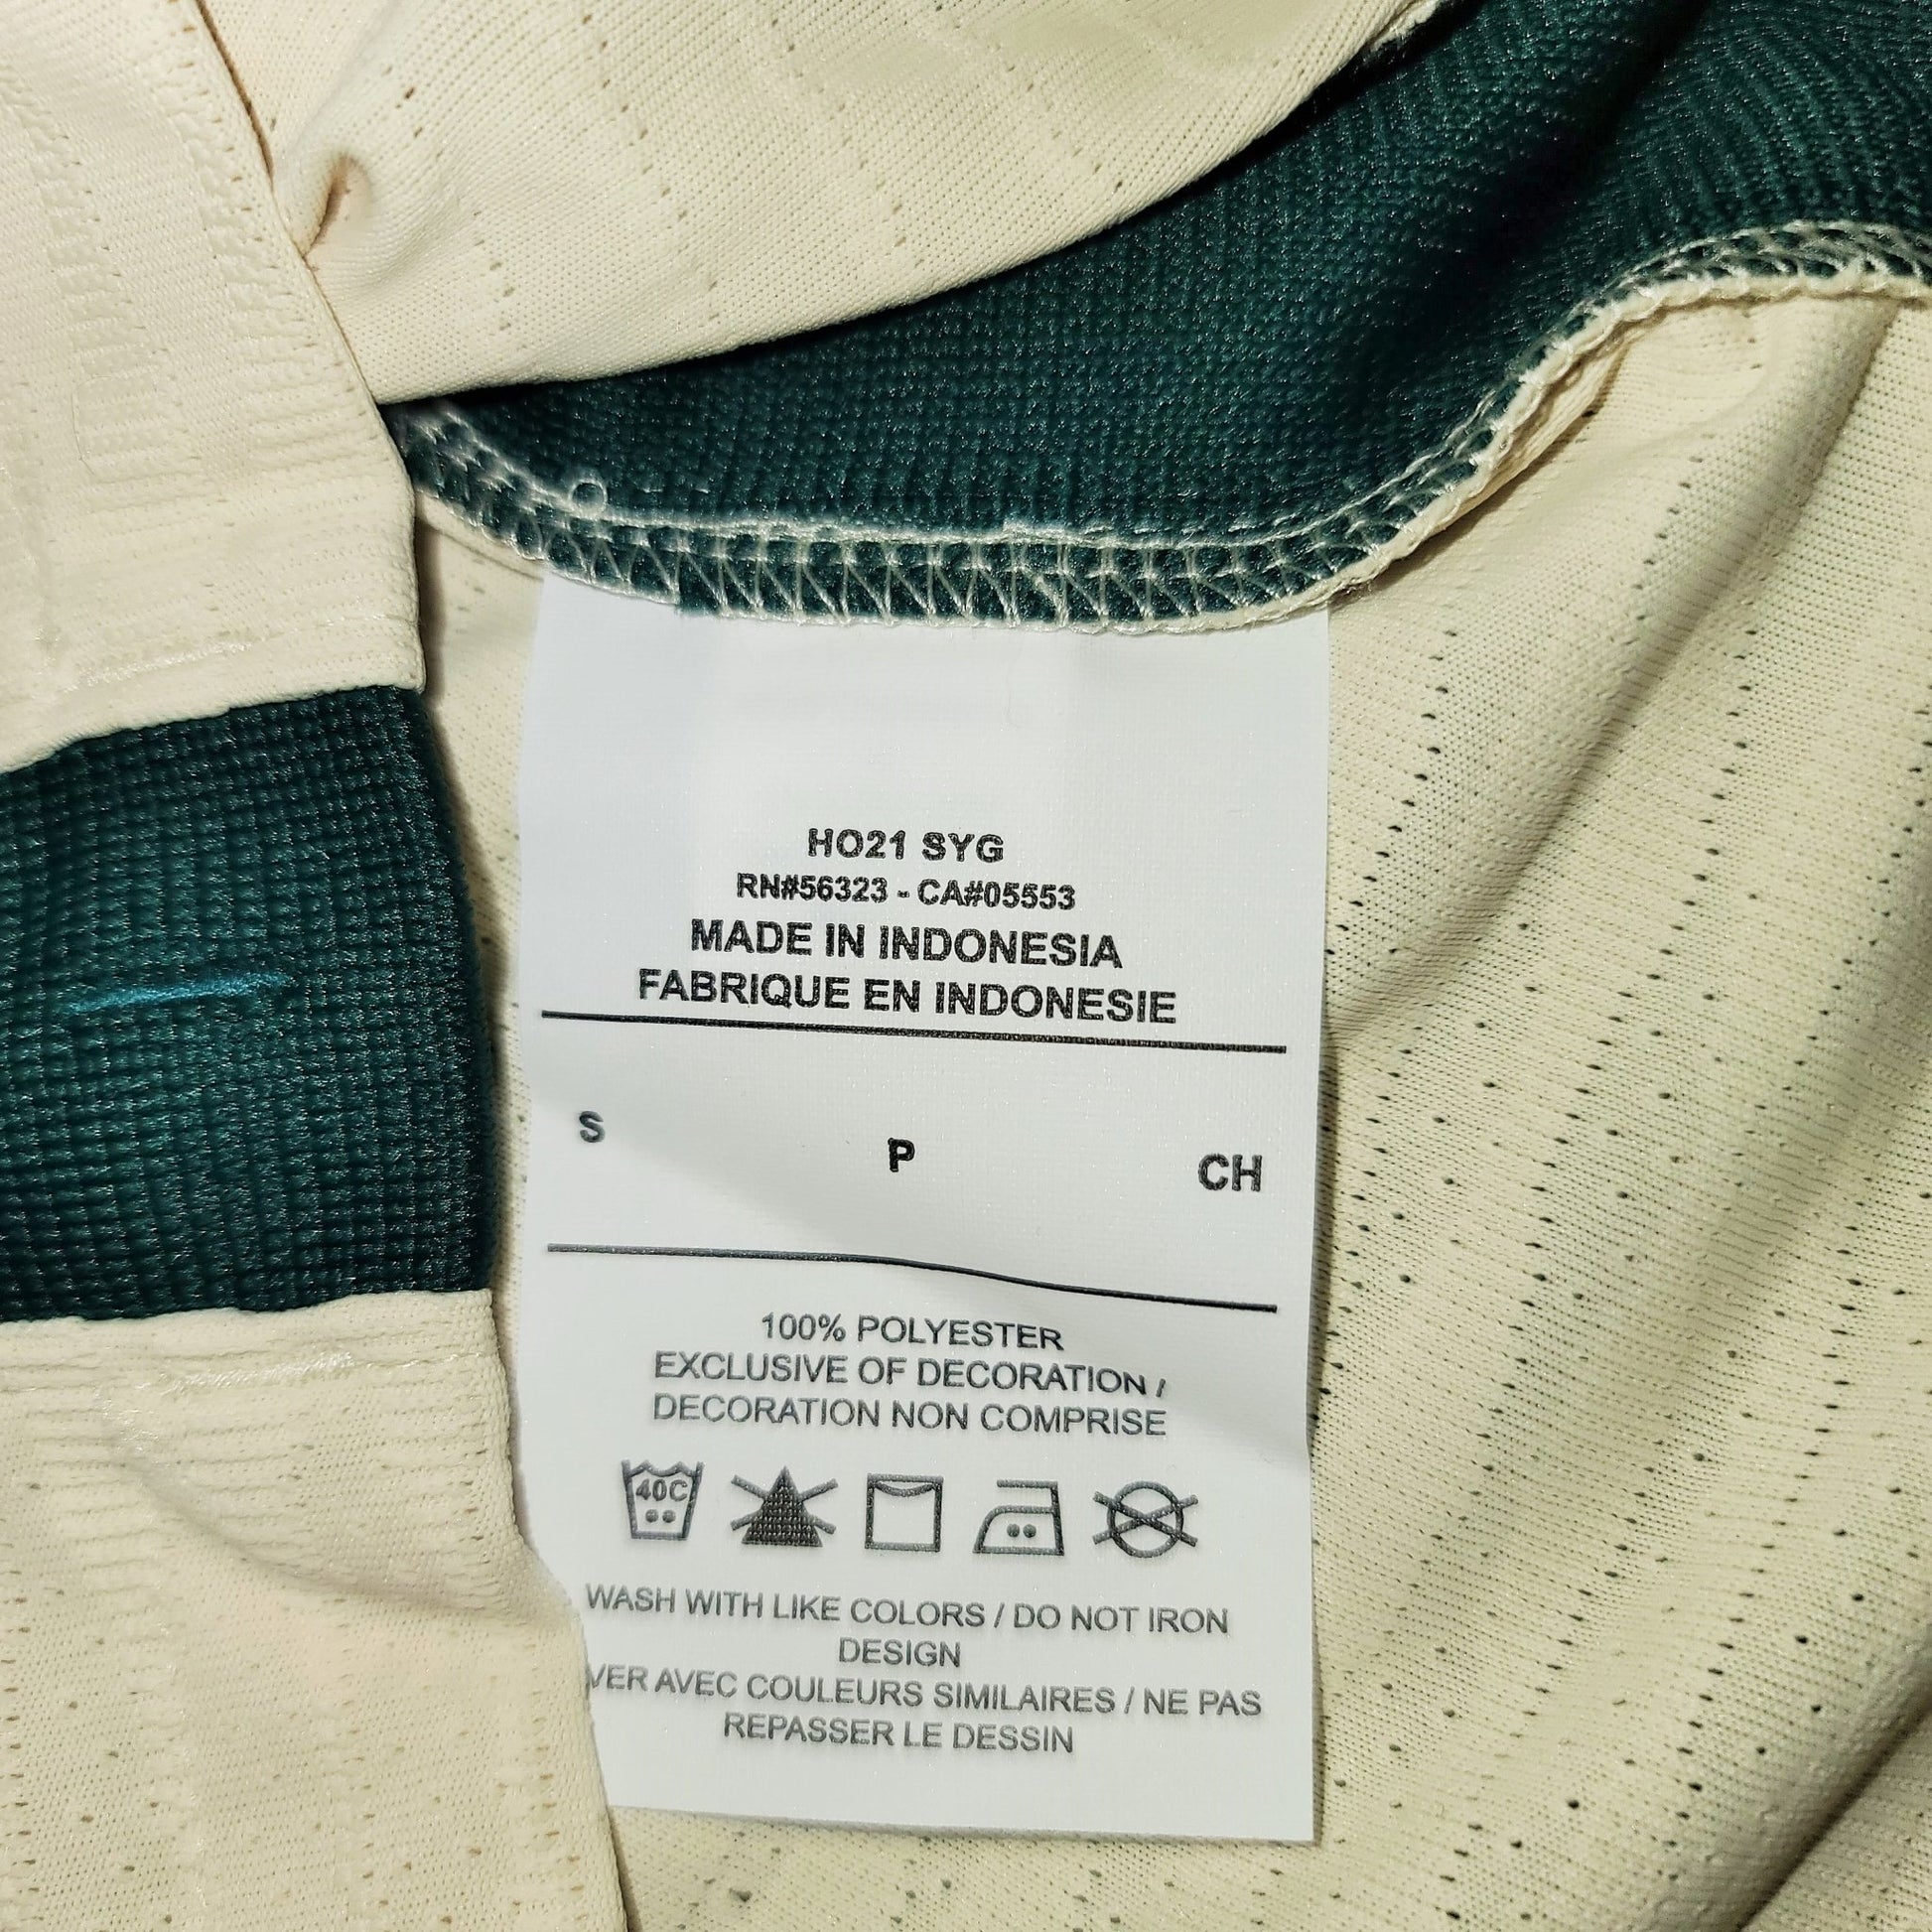 HO21 SYG
RN#56323 - CA#05553
MADE IN INDONESIA
FABRIQUE EN INDONESIE
S P CH
100% POLYESTER
EXCLUSIVE OF DECORATION /
DECORATION NON COMPRISE
40C
WASH WITH LIKE COLORS / DO NOT IRON
DESIGN
VER AVEC COULEURS SIMILAIRES / NE PAS
REPASSER LE DESSIN